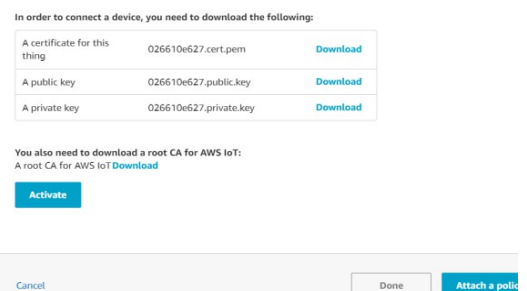 In order to connect a device, you need to download the following:
A certificate for this
thing
026610e627.cert.pem
Download
A public key
026610e627.public.key
Download
A private key
026610e627.private.key
Download
You also need to download a root CA for AWS IoT:
A root CA for AWS IoT Download
Activate
Cancel
Done
Attach a polic